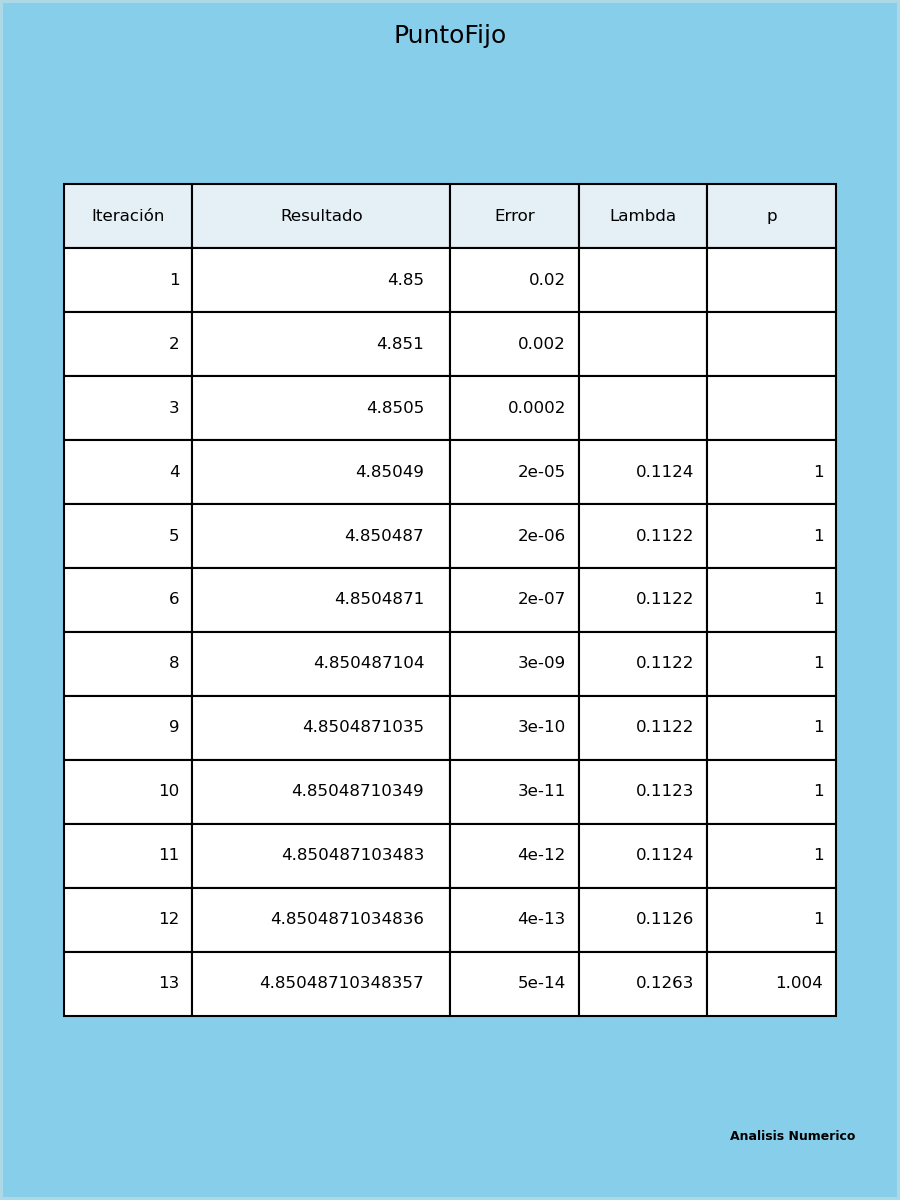 PuntoFijo
Iteración Resultado Error Lambda p
1 4.85 0.02
2 4.851 0.002
3 4.8505 0.0002
4 4.85049 2e-05 0.1124 1
5 4.850487 2e-06 0.1122 1
6 4.8504871 2e-07 0.1122 1
8 4.850487104 3e-09 0.1122 1
9 4.8504871035 3e-10 0.1122 1
10 4.85048710349 3e-11 0.1123 1
11 4.850487103483 4e-12 0.1124 1
12 4.8504871034836 4e-13 0.1126 1
13 4.85048710348357 5e-14 0.1263 1.004
Analisis Numerico